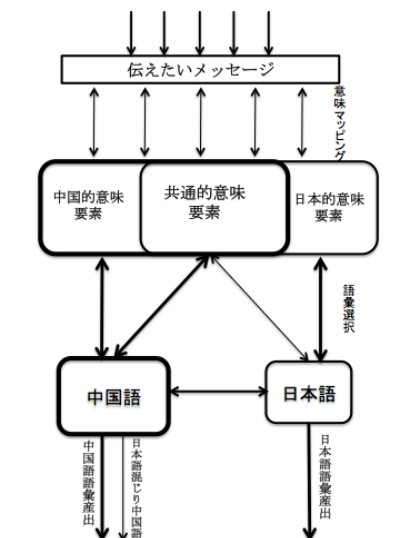 伝えたいメッセージ
意味マッピング
中国的意味
要素
共通的意味
要素
日本的意味
要素
語彙選択
中国語
日本語
中国語語彙産出
日本語混じり中国語
日本語語彙産出